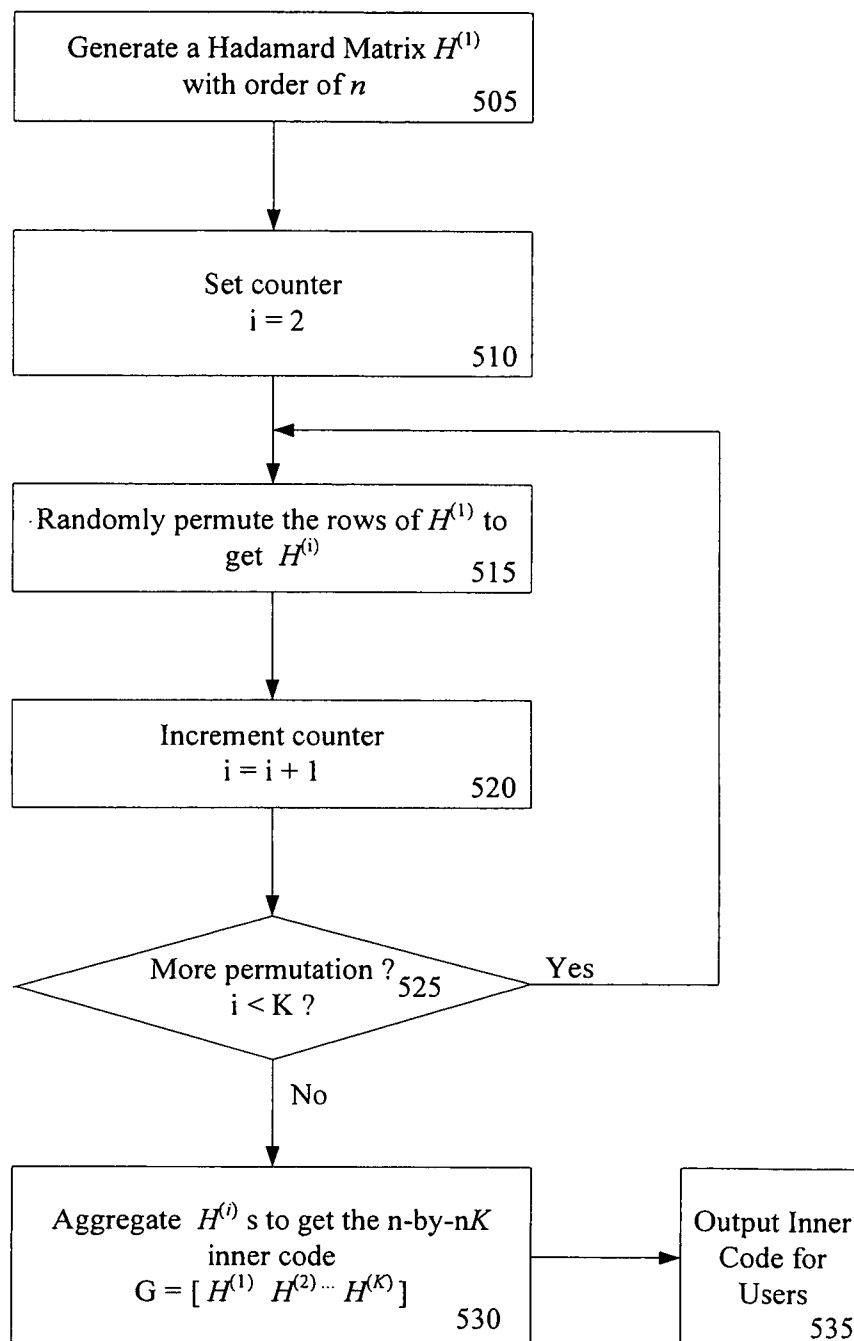 Generate a Hadamard Matrix H^(1)
with order of n
505
Set counter
i = 2
510
Randomly permute the rows of H^(1) to
get H^(i)
515
Increment counter
i = i + 1
520
More permutation ?
525
i < K ?
Yes
No
Aggregate H^(i) s to get the n-by-nK
inner code
G = [ H^(1) H^(2)... H^(K) ]
530
Output Inner
Code for
Users
535